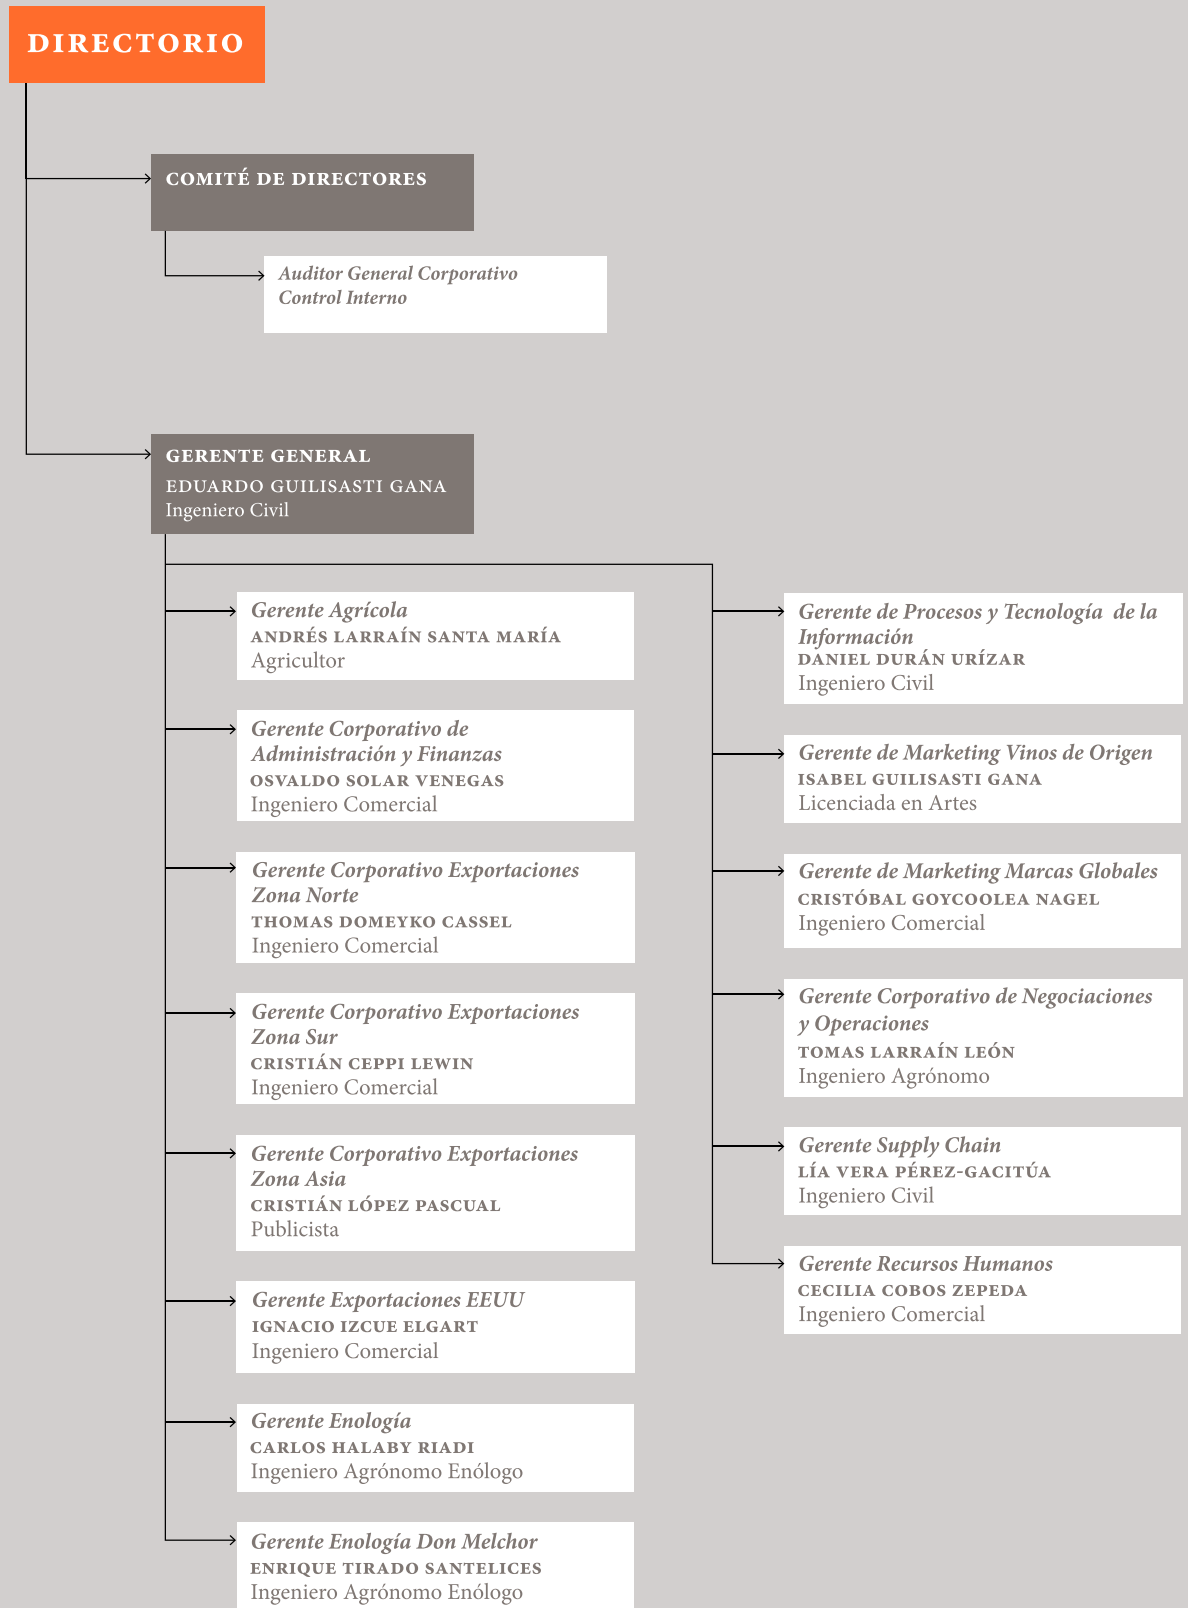 DIRECTORIO
COMITÉ DE DIRECTORES
Auditor General Corporativo
Control Interno
GERENTE GENERAL
EDUARDO GUILISASTI GANA
Ingeniero Civil
Gerente Agrícola
ANDRÉS LARRAÍN SANTA MARÍA
Agricultor
Gerente Corporativo de
Administración y Finanzas
OSVALDO SOLAR VENEGAS
Ingeniero Comercial
Gerente Corporativo Exportaciones
Zona Norte
THOMAS DOMEYKO CASSEL
Ingeniero Comercial
Gerente Corporativo Exportaciones
Zona Sur
CRISTIÁN CEPPI LEWIN
Ingeniero Comercial
Gerente Corporativo Exportaciones
Zona Asia
CRISTIÁN LÓPEZ PASCUAL
Publicista
Gerente Exportaciones EEUU
IGNACIO IZCUE ELGART
Ingeniero Comercial
Gerente Enología
CARLOS HALABY RIADI
Ingeniero Agrónomo Enólogo
Gerente Enología Don Melchor
ENRIQUE TIRADO SANTELICES
Ingeniero Agrónomo Enólogo
Gerente de Procesos y Tecnología de la
Información
DANIEL DURÁN URÍZAR
Ingeniero Civil
Gerente de Marketing Vinos de Origen
ISABEL GUILISASTI GANA
Licenciada en Artes
Gerente de Marketing Marcas Globales
CRISTÓBAL GOYCOOLEA NAGEL
Ingeniero Comercial
Gerente Corporativo de Negociaciones
y Operaciones
TOMAS LARRAÍN LEÓN
Ingeniero Agrónomo
Gerente Supply Chain
LÍA VERA PÉREZ-GACITÚA
Ingeniero Civil
Gerente Recursos Humanos
CECILIA COBOS ZEPEDA
Ingeniero Comercial